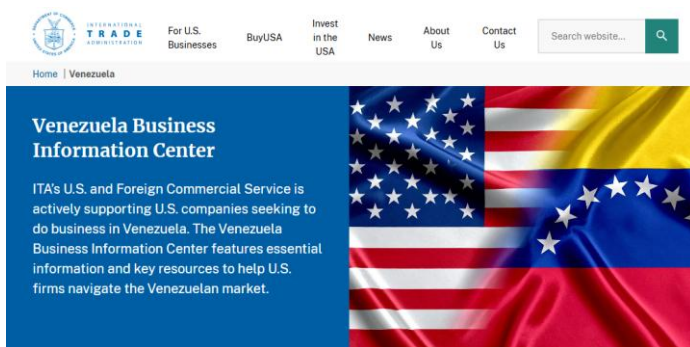 INTERNATIONAL
TRADE
ADMINISTRATION
For U.S.
Businesses
BuyUSA
Invest
in the
USA
News
About
Us
Contact
Us
Search website...
Home | Venezuela
Venezuela Business
Information Center
ITA's U.S. and Foreign Commercial Service is
actively supporting U.S. companies seeking to
do business in Venezuela. The Venezuela
Business Information Center features essential
information and key resources to help U.S.
firms navigate the Venezuelan market.